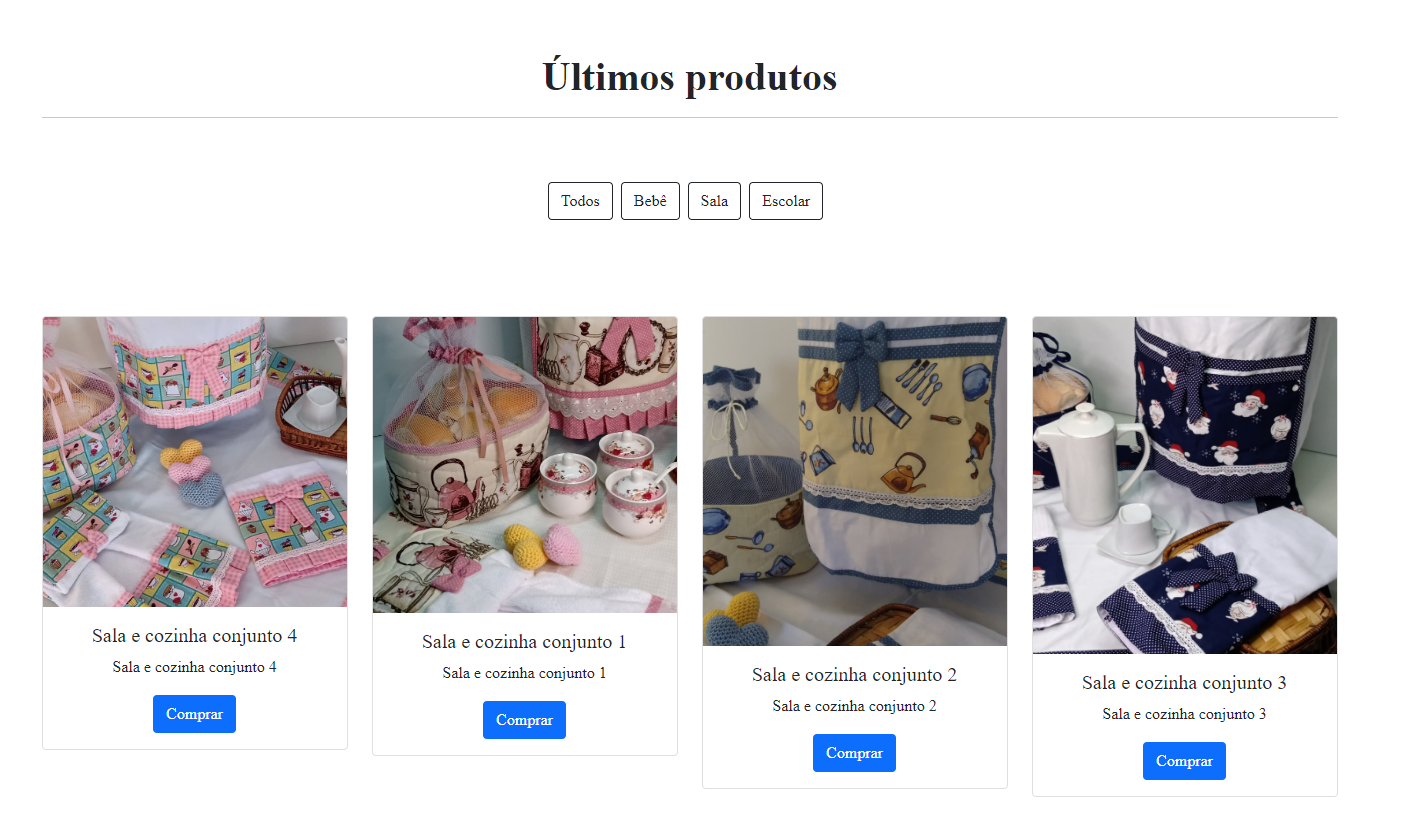 Últimos produtos
Todos
Bebê
Sala
Escolar
Sala e cozinha conjunto 4
Sala e cozinha conjunto 4
Comprar
Sala e cozinha conjunto 1
Sala e cozinha conjunto 1
Comprar
Sala e cozinha conjunto 2
Sala e cozinha conjunto 2
Comprar
Sala e cozinha conjunto 3
Sala e cozinha conjunto 3
Comprar